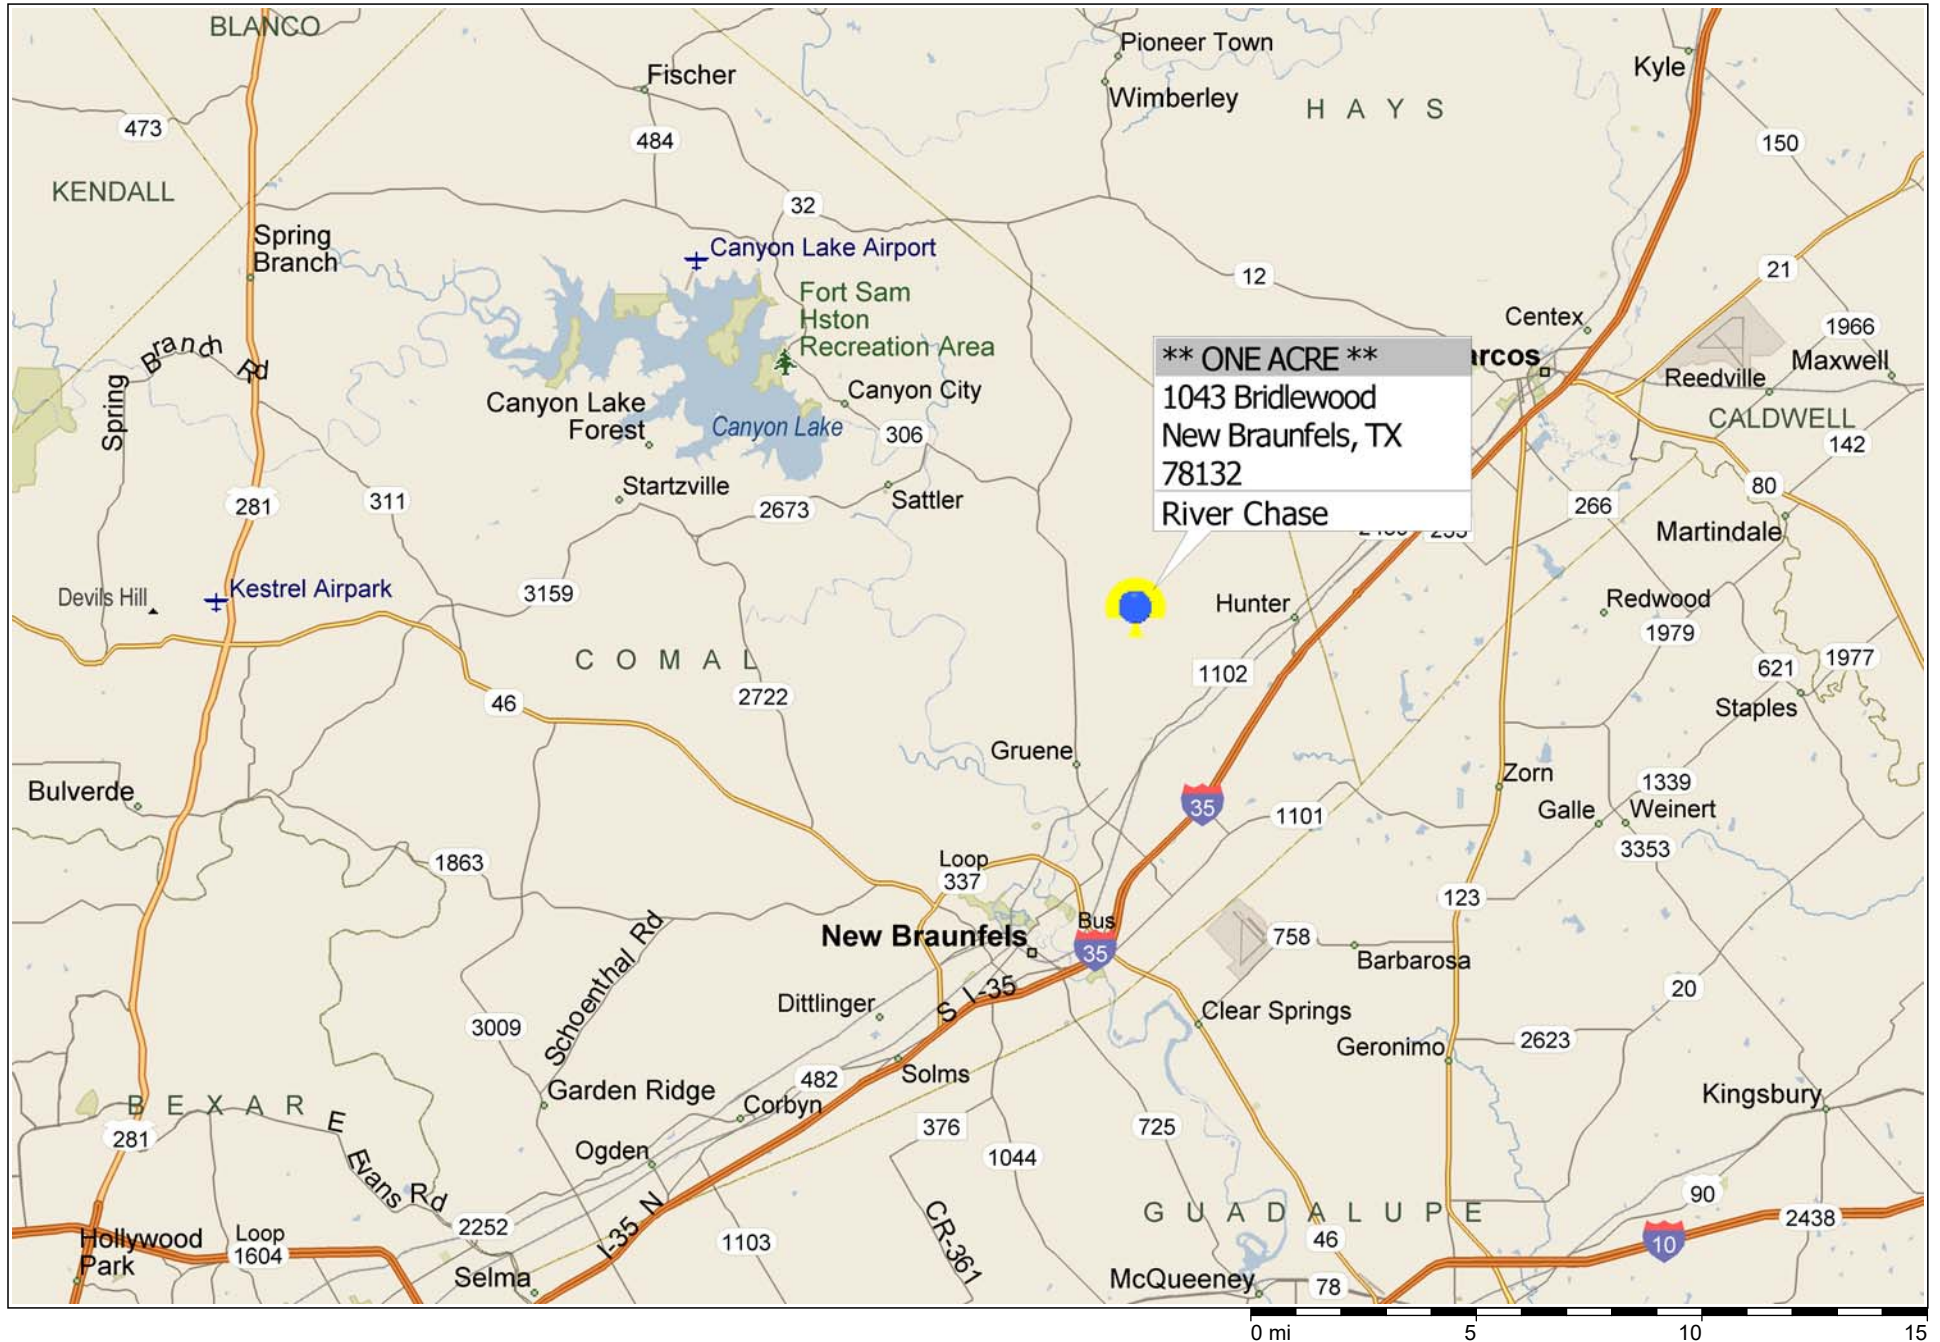 BLANCO
Pioneer Town
Kyle
Fischer
Wimberley
HAYS
473
484
150
KENDALL
32
Spring
Branch
Canyon Lake Airport
12
21
Fort Sam
Hston
Recreation Area
Centex
1966
Branch Rd
Spring
** ONE ACRE **
1043 Bridlewood
New Braunfels, TX
78132
River Chase
arcos
Reedville
Maxwell
Canyon City
Canyon Lake
Forest
Canyon Lake
306
CALDWELL
142
281
311
Startzville
2673
Sattler
266
80
Martindale
Devils Hill
Kestrel Airpark
3159
Hunter
Redwood
1979
COMAL
1102
621
1977
46
2722
Staples
Gruene
Bulverde
35
1101
Zorn
1339
Galle
Weinert
3353
1863
Loop
337
123
Schoenthal Rd
New Braunfels
Bus
35
758
Barbarosa
20
3009
Dittlinger
S I-35
Clear Springs
Geronimo
2623
482
Solms
Garden Ridge
Corbyn
Kingsbury
BEXAR
E Evans Rd
281
376
725
Ogden
1044
90
2252
I-35 N
CR-361
GUADALUPE
2438
Hollywood
Park
Loop
1604
1103
46
10
Selma
McQueeney
78
0 mi 5 10 15